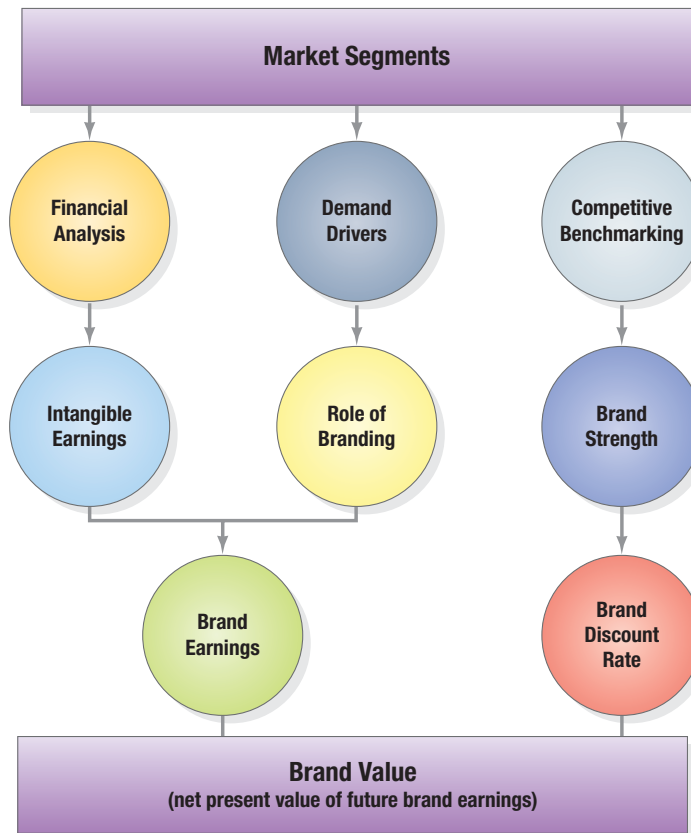 Market Segments
Financial
Analysis
Demand
Drivers
Competitive
Benchmarking
Intangible
Earnings
Role of
Branding
Brand
Strength
Brand
Earnings
Brand
Discount
Rate
Brand Value
(net present value of future brand earnings)